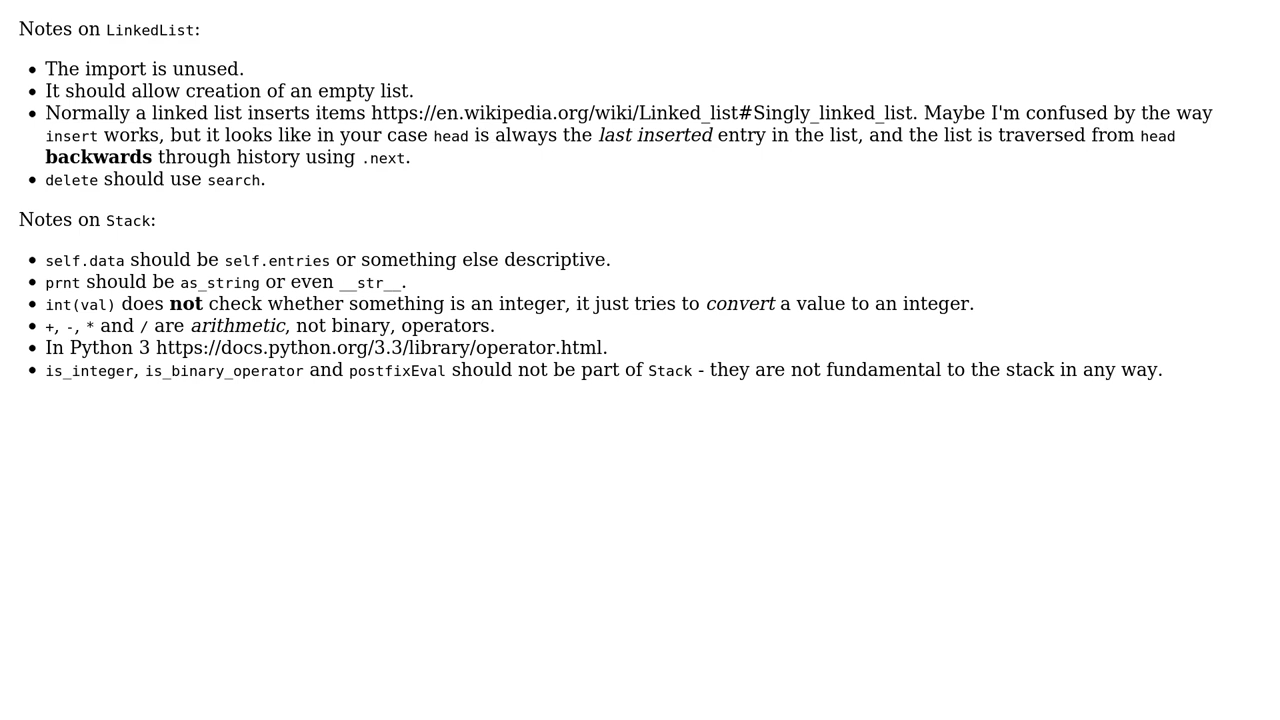 Notes on LinkedList:
The import is unused.
It should allow creation of an empty list.
Normally a linked list inserts items https://en.wikipedia.org/wiki/Linked_list#Singly_linked_list. Maybe I'm confused by the way
insert works, but it looks like in your case head is always the last inserted entry in the list, and the list is traversed from head
backwards through history using .next.
delete should use search.
Notes on Stack:
self.data should be self.entries or something else descriptive.
prnt should be as_string or even __str__.
int(val) does not check whether something is an integer, it just tries to convert a value to an integer.
+, -, * and / are arithmetic, not binary, operators.
In Python 3 https://docs.python.org/3.3/library/operator.html.
is_integer, is_binary_operator and postfixEval should not be part of Stack - they are not fundamental to the stack in any way.